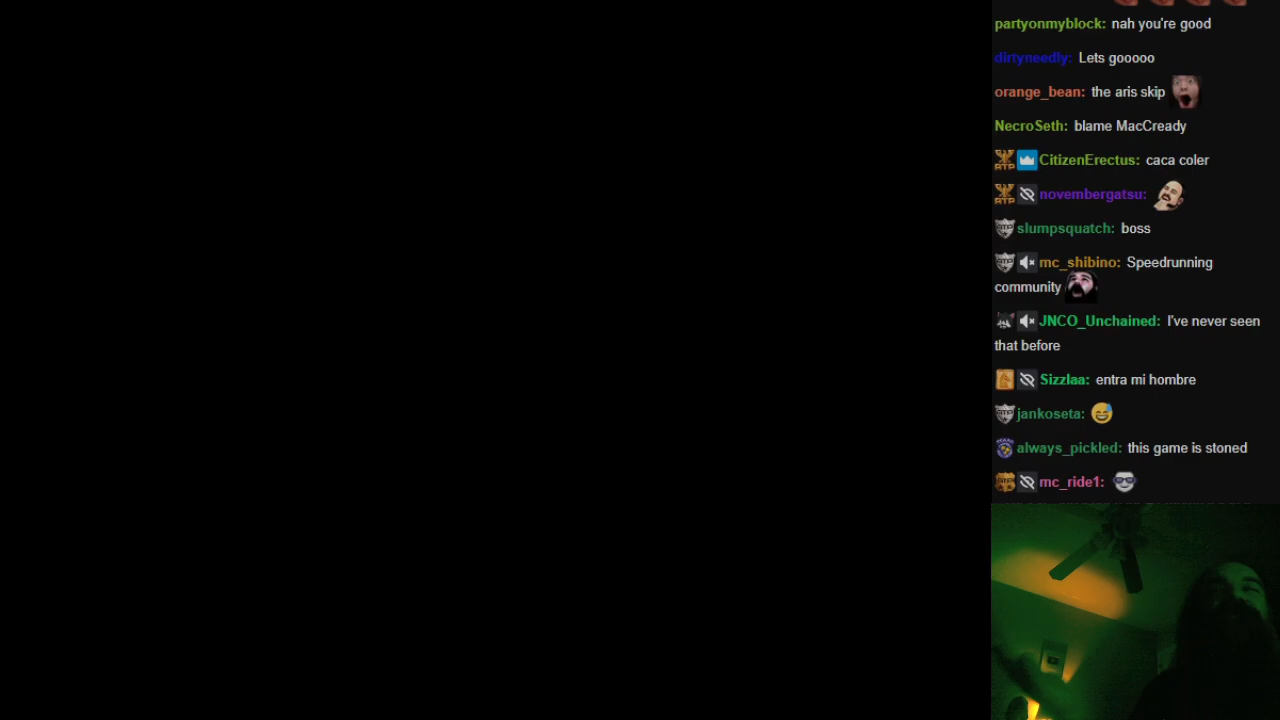 partyonmyblock: nah you're good
dirtyneedly: Lets gooooo
orange_bean: the aris skip
NecroSeth: blame MacCready
CitizenErectus: caca coler
novembergatsu:
slumpsquatch: boss
mc_shibino: Speedrunning
community
JNCO_Unchained: I've never seen
that before
Sizzlaa: entra mi hombre
jankoseta:
always_pickled: this game is stoned
mc_ride1: